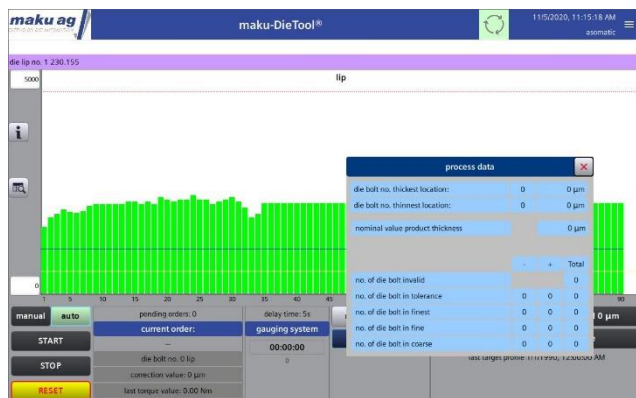 maku ag
maku-DieTool®
11/5/2020, 11:15:18 AM
asomatic
die lip no. 1 230.155
5000
lip
process data
die bolt no. thickest location: 0 0 µm
die bolt no. thinnest location: 0 0 µm
nominal value product thickness 0 µm
- + Total
no. of die bolt invalid 0
no. of die bolt in tolerance 0 0 0
no. of die bolt in finest 0 0 0
no. of die bolt in fine 0 0 0
no. of die bolt in coarse 0 0 0
0
1 5 10 15 20 25 30 35 40 45 90
manual auto
START
STOP
RESET
pending orders: 0
current order:
--
die bolt no. 0 lip
correction value: 0 µm
last torque value: 0.00 Nm
delay time: 5s
gauging system
00:00:00
0
0 µm
last target profile 1/1/1990, 12:00:00 AM